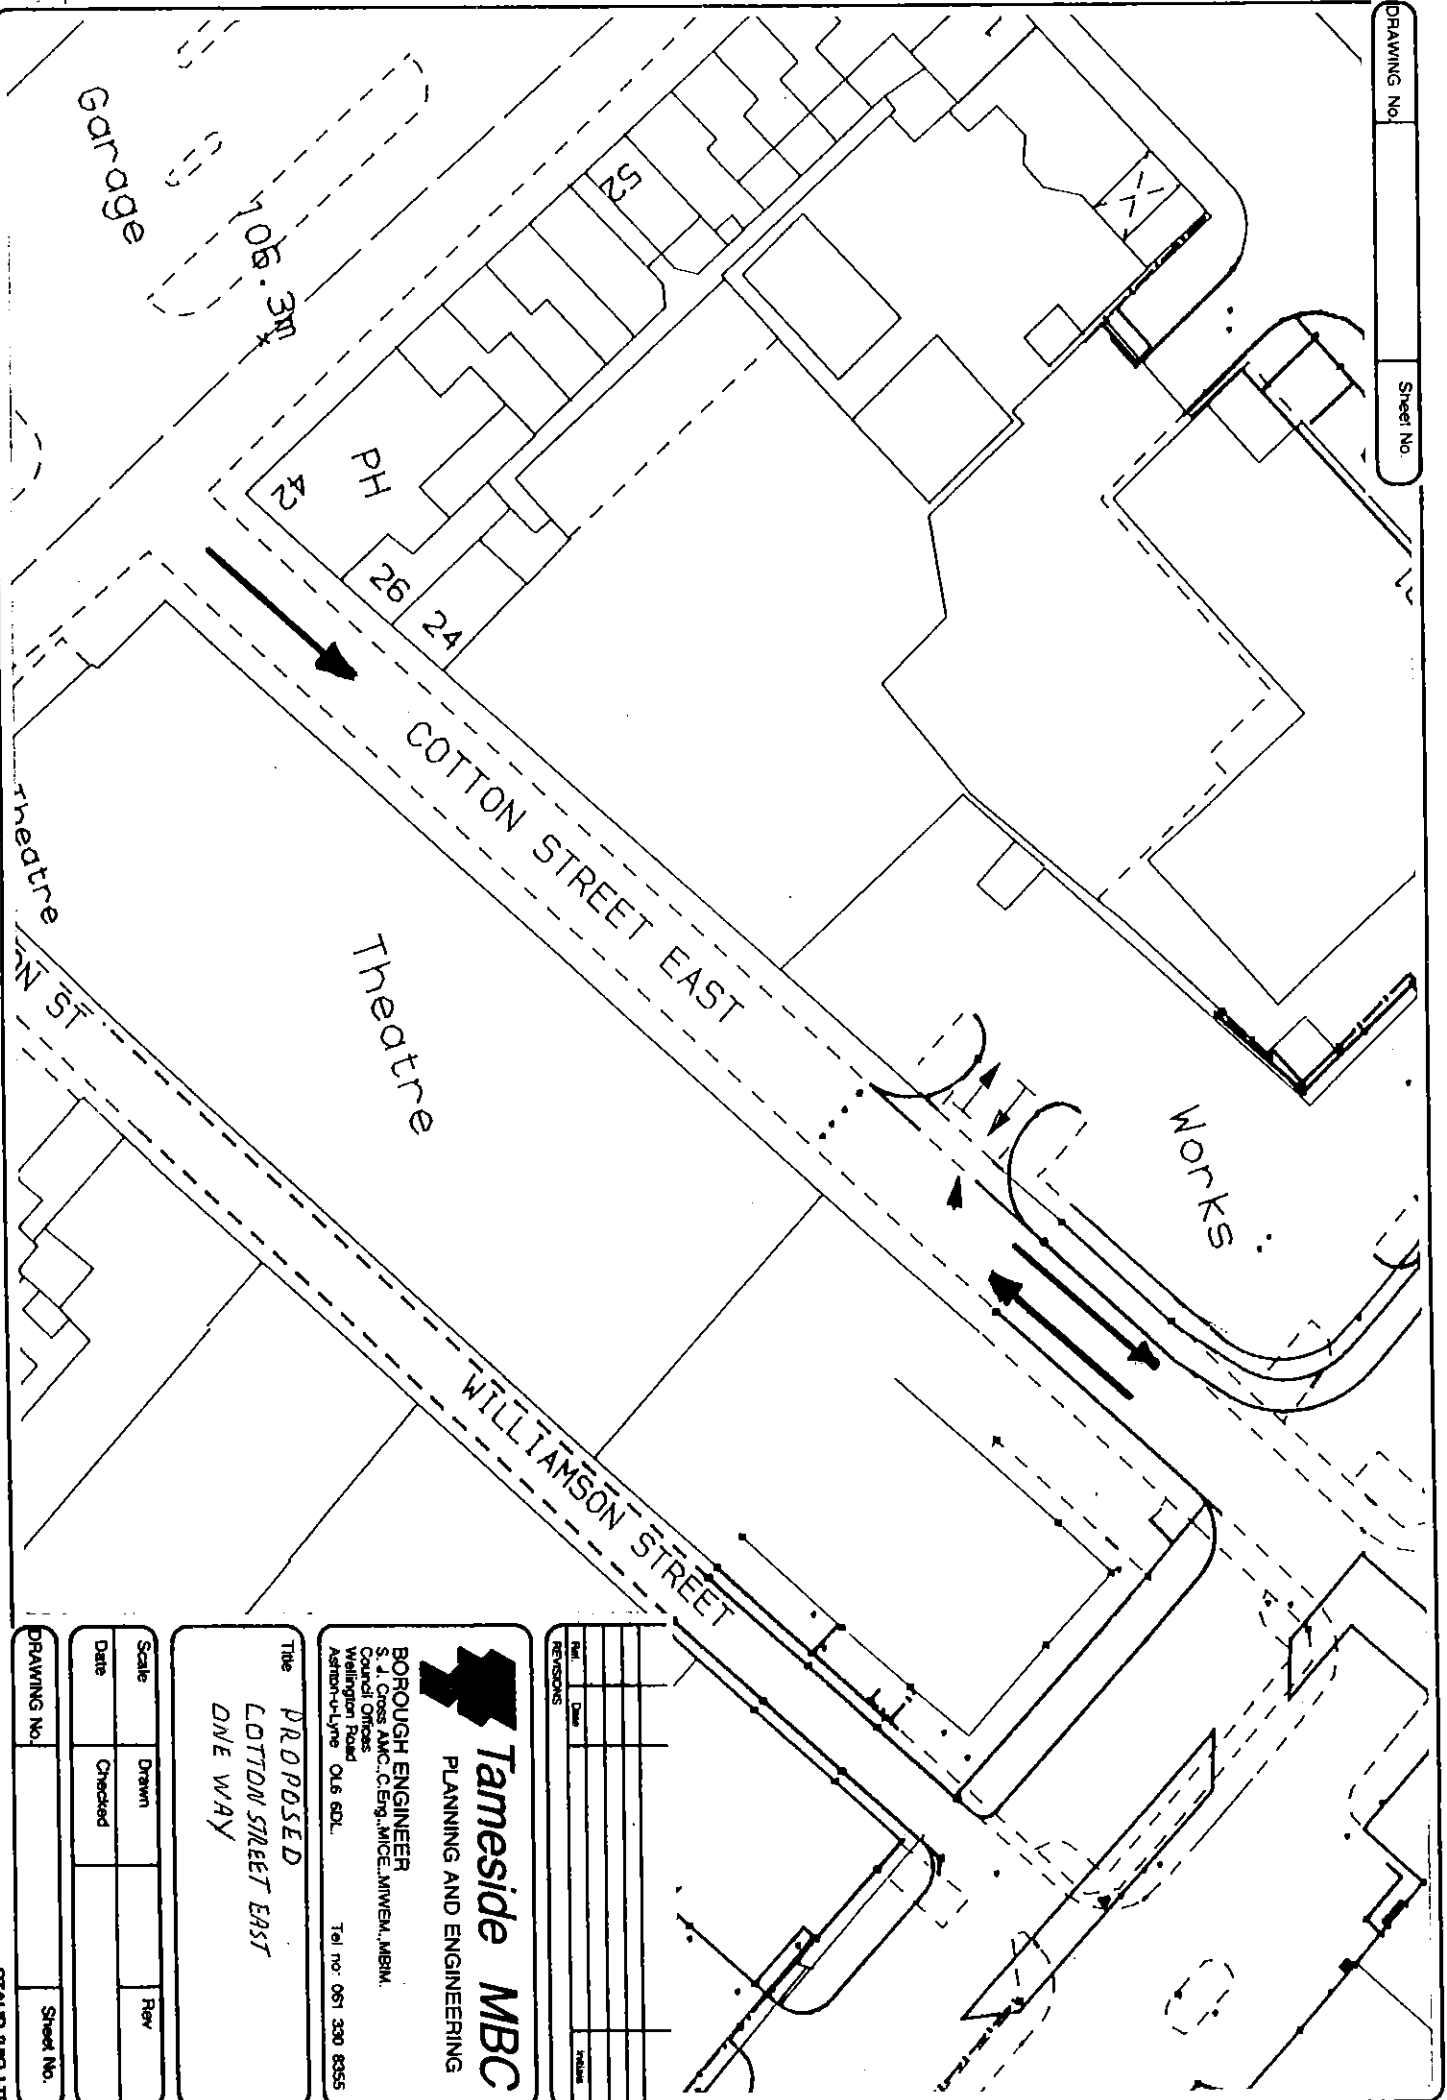 DRAWING No.
Sheet No.
Garage
106.3m
52
PH
42
26
24
COTTON STREET EAST
Theatre
Theatre
Works
WILLIAMSON STREET
ON ST
Ref.
Date
Initials
REVISIONS
Tameside MBC
PLANNING AND ENGINEERING
BOROUGH ENGINEER
S. J. Cross AMC.,C.Eng.,MICE.,MIWEM.,MBIM.
Council Offices
Wellington Road
Ashton-u-Lyne OL6 6DL.
Tel no: 061 330 8355
Title PROPOSED
COTTON STREET EAST
ONE WAY
Scale
Drawn
Rev
Date
Checked
DRAWING No.
Sheet No.